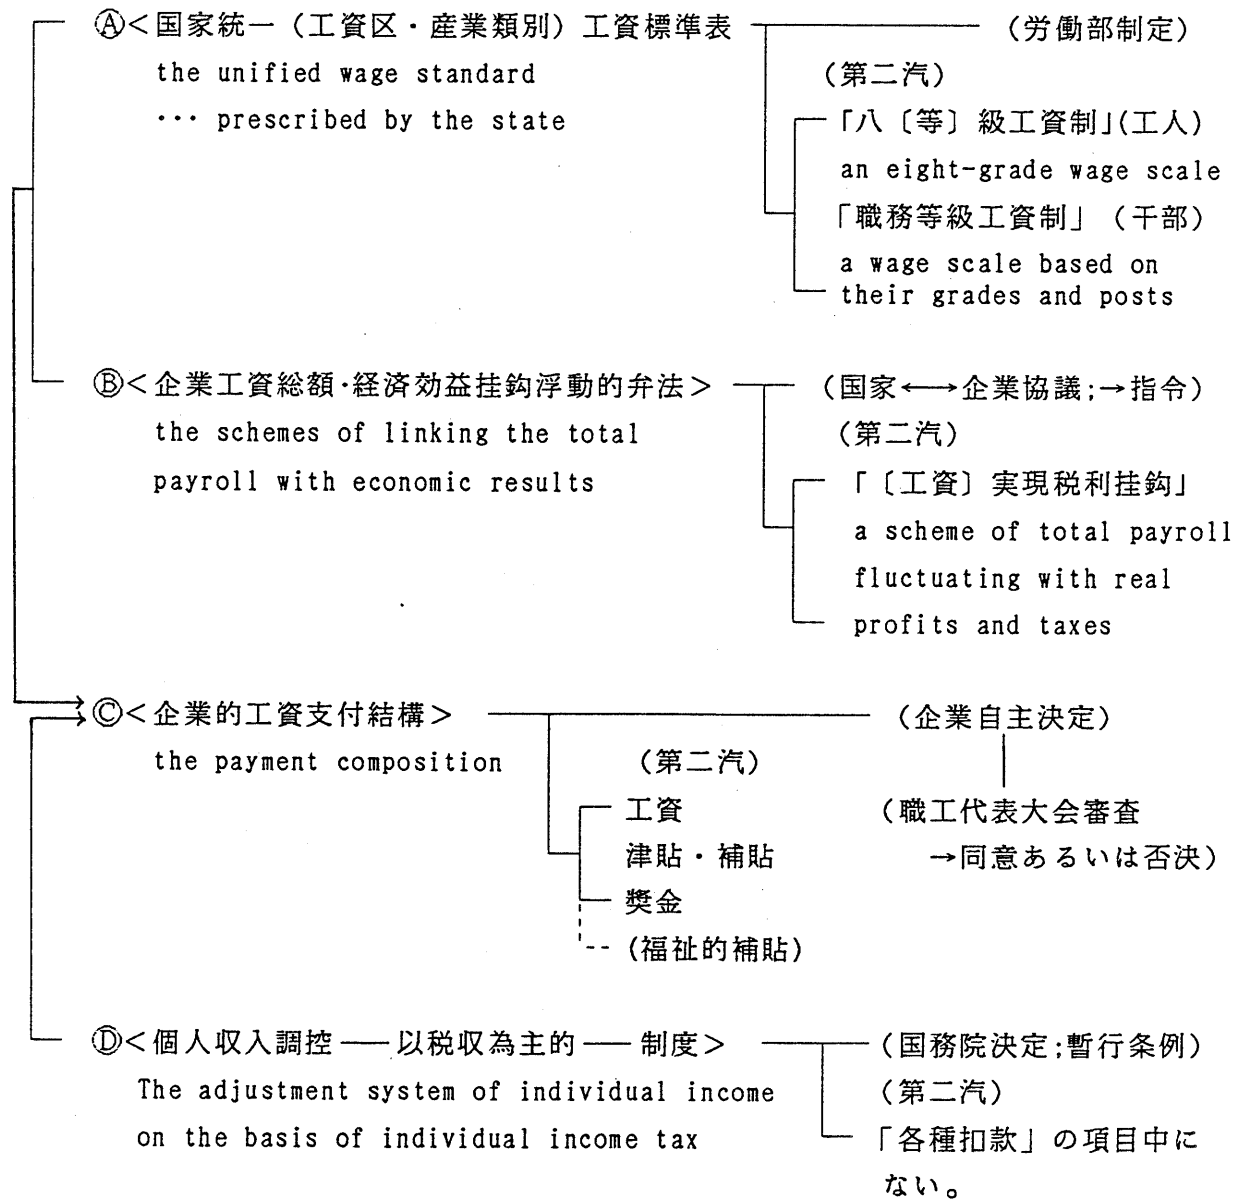 Ⓐ<国家統一（工資区・産業類別）工資標準表
（労働部制定）
the unified wage standard
··· prescribed by the state
（第二汽）
「八〔等〕級工資制」（工人）
an eight-grade wage scale
「職務等級工資制」（干部）
a wage scale based on
their grades and posts
Ⓑ<企業工資総額·経済効益挂鈎浮動的弁法>
（国家←→企業協議;→指令）
the schemes of linking the total
payroll with economic results
（第二汽）
「〔工資〕実現税利挂鈎」
a scheme of total payroll
fluctuating with real
profits and taxes
Ⓒ<企業的工資支付結構>
（企業自主決定）
the payment composition
（第二汽）
工資
津貼・補貼
奬金
（福祉的補貼）
（職工代表大会審査
→同意あるいは否決）
Ⓓ<個人収入調控──以税収為主的──制度>
（国務院決定;暫行条例）
The adjustment system of individual income
on the basis of individual income tax
（第二汽）
「各種扣款」の項目中に
ない。